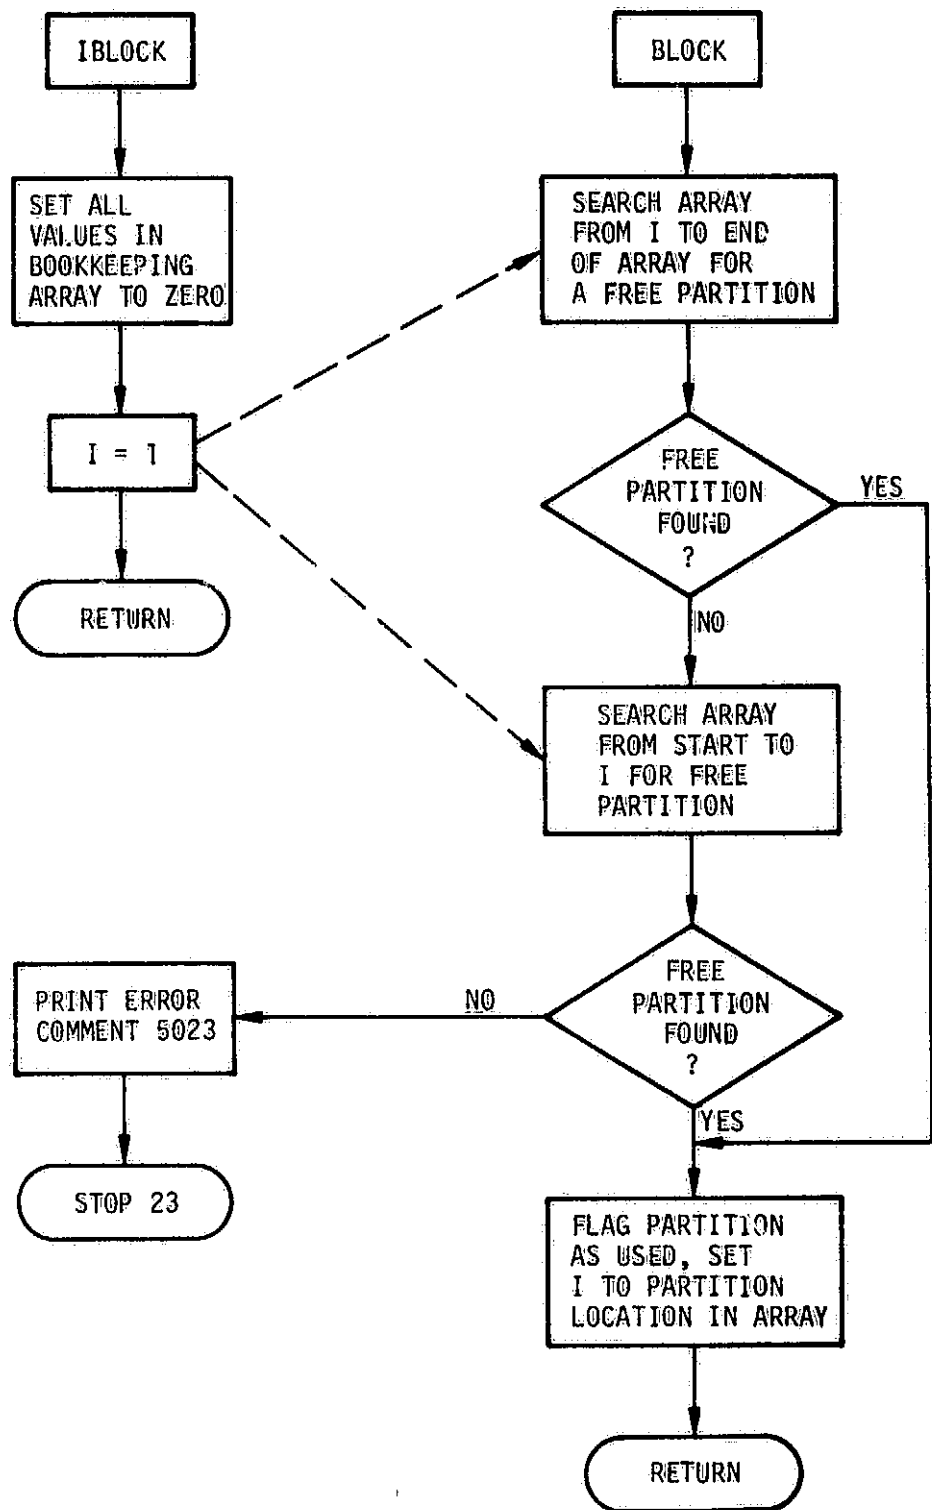 IBLOCK
SET ALL
VALUES IN
BOOKKEEPING
ARRAY TO ZERO
I = 1
RETURN
BLOCK
SEARCH ARRAY
FROM I TO END
OF ARRAY FOR
A FREE PARTITION
FREE
PARTITION
FOUND
?
YES
NO
SEARCH ARRAY
FROM START TO
I FOR FREE
PARTITION
FREE
PARTITION
FOUND
?
NO
PRINT ERROR
COMMENT 5023
STOP 23
YES
FLAG PARTITION
AS USED, SET
I TO PARTITION
LOCATION IN ARRAY
RETURN